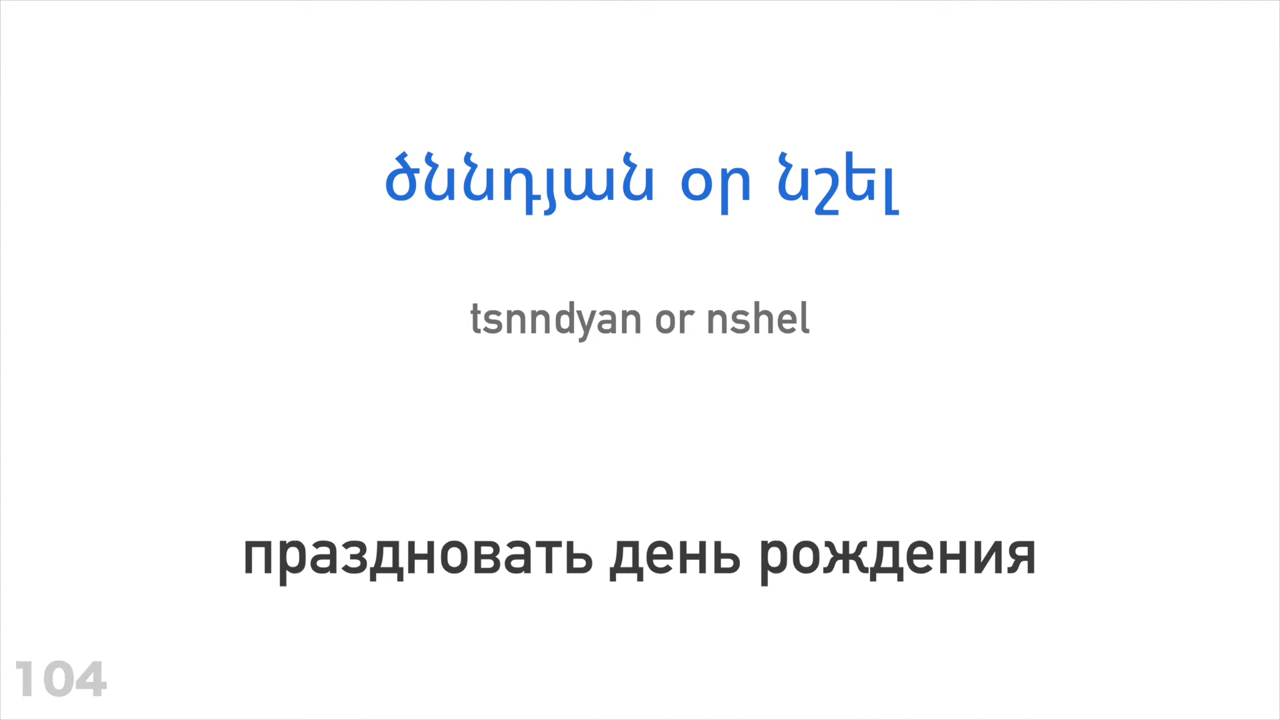 ծննդյան օր նշել
tsnndyan or nshel
праздновать день рождения
104